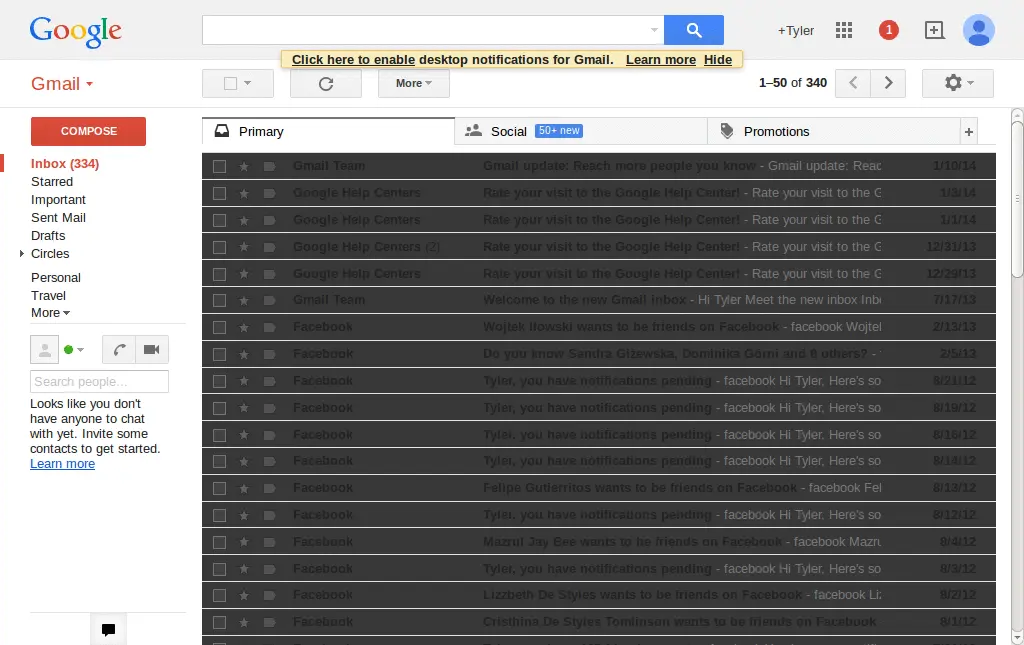 Google
+Tyler
1
Click here to enable desktop notifications for Gmail. Learn more Hide
Gmail
More
1–50 of 340
COMPOSE
Inbox (334)
Starred
Important
Sent Mail
Drafts
Circles
Personal
Travel
More
Search people...
Looks like you don't
have anyone to chat
with yet. Invite some
contacts to get started.
Learn more
Primary
Social 50+ new
Promotions
+
Gmail Team Gmail update: Reach more people you know - Gmail update: Reac 1/10/14
Google Help Centers Rate your visit to the Google Help Center! - Rate your visit to the G 1/3/14
Google Help Centers Rate your visit to the Google Help Center! - Rate your visit to the G 1/1/14
Google Help Centers (2) Rate your visit to the Google Help Center! - Rate your visit to the G 12/31/13
Google Help Centers Rate your visit to the Google Help Center! - Rate your visit to the G 12/29/13
Gmail Team Welcome to the new Gmail inbox - Hi Tyler Meet the new inbox Inb 7/17/13
Facebook Wojtek Ilowski wants to be friends on Facebook - facebook Wojtek 2/13/13
Facebook Do you know Sandra Giżewska, Dominika Górni and 6 others? - 2/5/13
Facebook Tyler, you have notifications pending - facebook Hi Tyler, Here's so 8/21/12
Facebook Tyler, you have notifications pending - facebook Hi Tyler, Here's so 8/19/12
Facebook Tyler, you have notifications pending - facebook Hi Tyler, Here's so 8/16/12
Facebook Tyler, you have notifications pending - facebook Hi Tyler, Here's so 8/14/12
Facebook Felipe Gutierritos wants to be friends on Facebook - facebook Fel 8/13/12
Facebook Tyler, you have notifications pending - facebook Hi Tyler, Here's so 8/12/12
Facebook Mazrul Jay Bee wants to be friends on Facebook - facebook Mazru 8/4/12
Facebook Tyler, you have notifications pending - facebook Hi Tyler, Here's so 8/3/12
Facebook Lizzbeth De Styles wants to be friends on Facebook - facebook Liz 8/2/12
Facebook Cristhina De Styles Tomlinson wants to be friends on Facebook 8/1/12